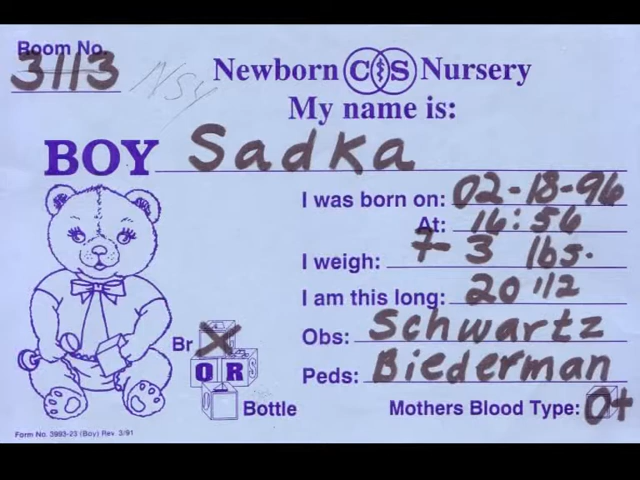 Room No.
3113 NSY
Newborn CS Nursery
My name is:
BOY Sadka
I was born on: 02-18-96
At: 16:56
I weigh: 7-3 lbs.
I am this long: 20 1/2
Obs: Schwartz
Br X
OR
Peds: Biederman
Bottle
Mothers Blood Type: O+
Form No. 3993-23 (Boy) Rev. 3/91